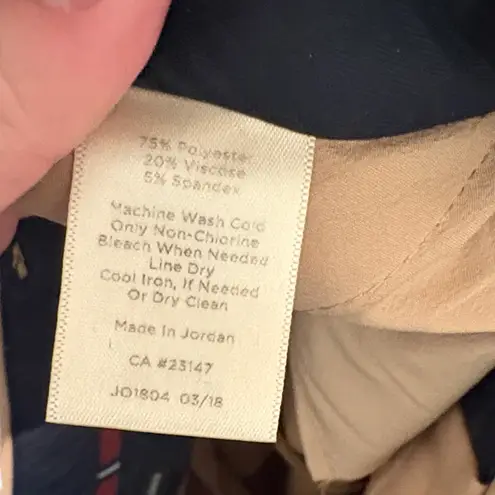 75% Polyester
20% Viscose
5% Spandex
Machine Wash Cold
Only Non-Chlorine
Bleach When Needed
Line Dry
Cool Iron, If Needed
Or Dry Clean
Made In Jordan
CA #23147
JO1804 03/18